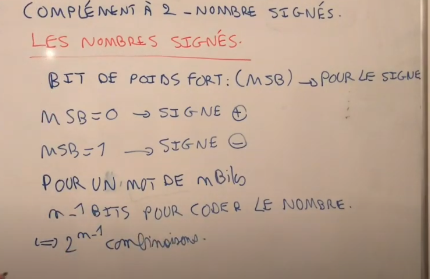 COMPLÉMENT À 2 - NOMBRE SIGNÉS.
LES NOMBRES SIGNÉS.
BIT DE POIDS FORT : (MSB) → POUR LE SIGNE
MSB=0 → SIGNE ⊕
MSB=1 → SIGNE ⊖
POUR UN MOT DE n Bits
n-1 BITS POUR CODER LE NOMBRE.
⇔ 2^{n-1} combinaisons.